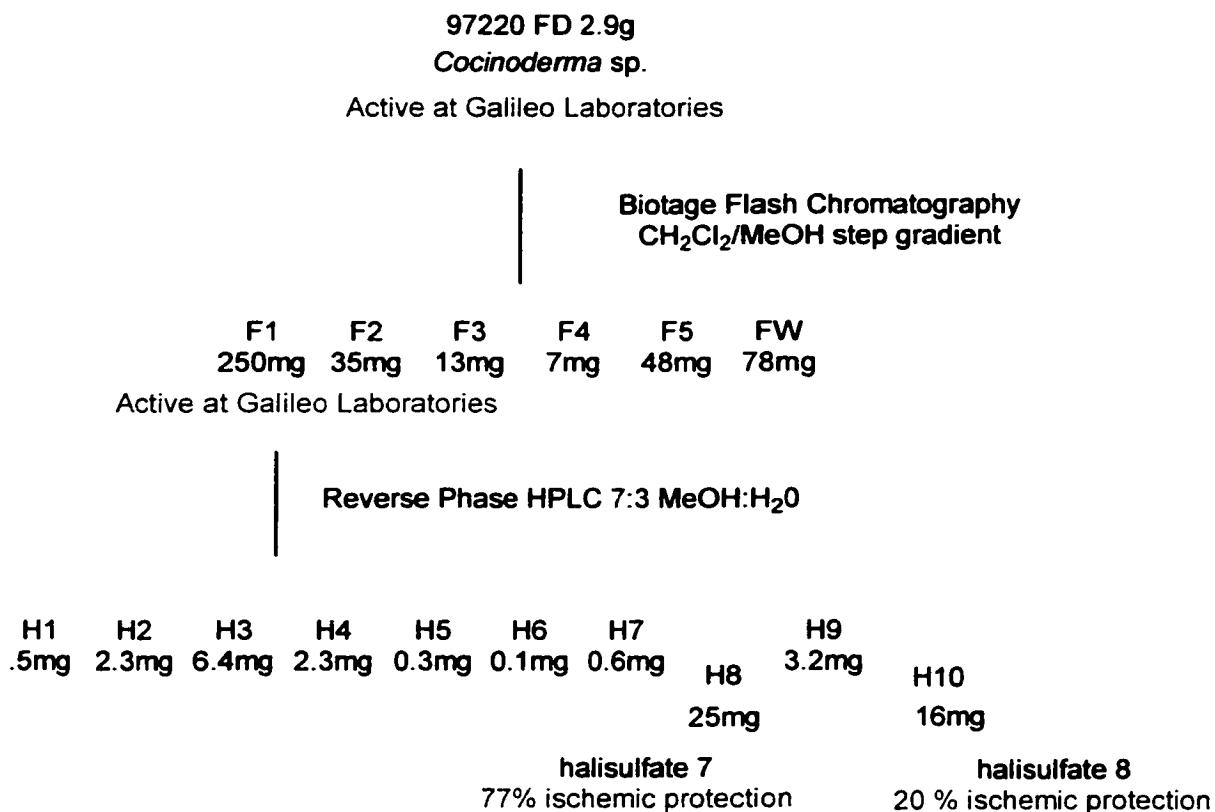 97220 FD 2.9g
Cocinoderma sp.
Active at Galileo Laboratories
Biotage Flash Chromatography
CH₂Cl₂/MeOH step gradient
F1 F2 F3 F4 F5 FW
250mg 35mg 13mg 7mg 48mg 78mg
Active at Galileo Laboratories
Reverse Phase HPLC 7:3 MeOH:H₂0
H1 H2 H3 H4 H5 H6 H7 H9
.5mg 2.3mg 6.4mg 2.3mg 0.3mg 0.1mg 0.6mg 3.2mg
H8 H10
25mg 16mg
halisulfate 7 halisulfate 8
77% ischemic protection 20 % ischemic protection